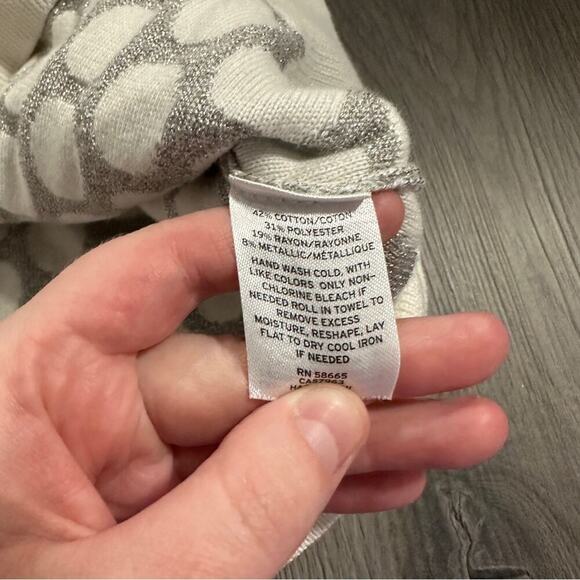 42% COTTON/COTON
31% POLYESTER
19% RAYON/RAYONNE
8% METALLIC/MÉTALLIQUE
HAND WASH COLD, WITH
LIKE COLORS ONLY NON-
CHLORINE BLEACH IF
NEEDED ROLL IN TOWEL TO
REMOVE EXCESS
MOISTURE, RESHAPE, LAY
FLAT TO DRY COOL IRON
IF NEEDED
RN 58665
CA57963